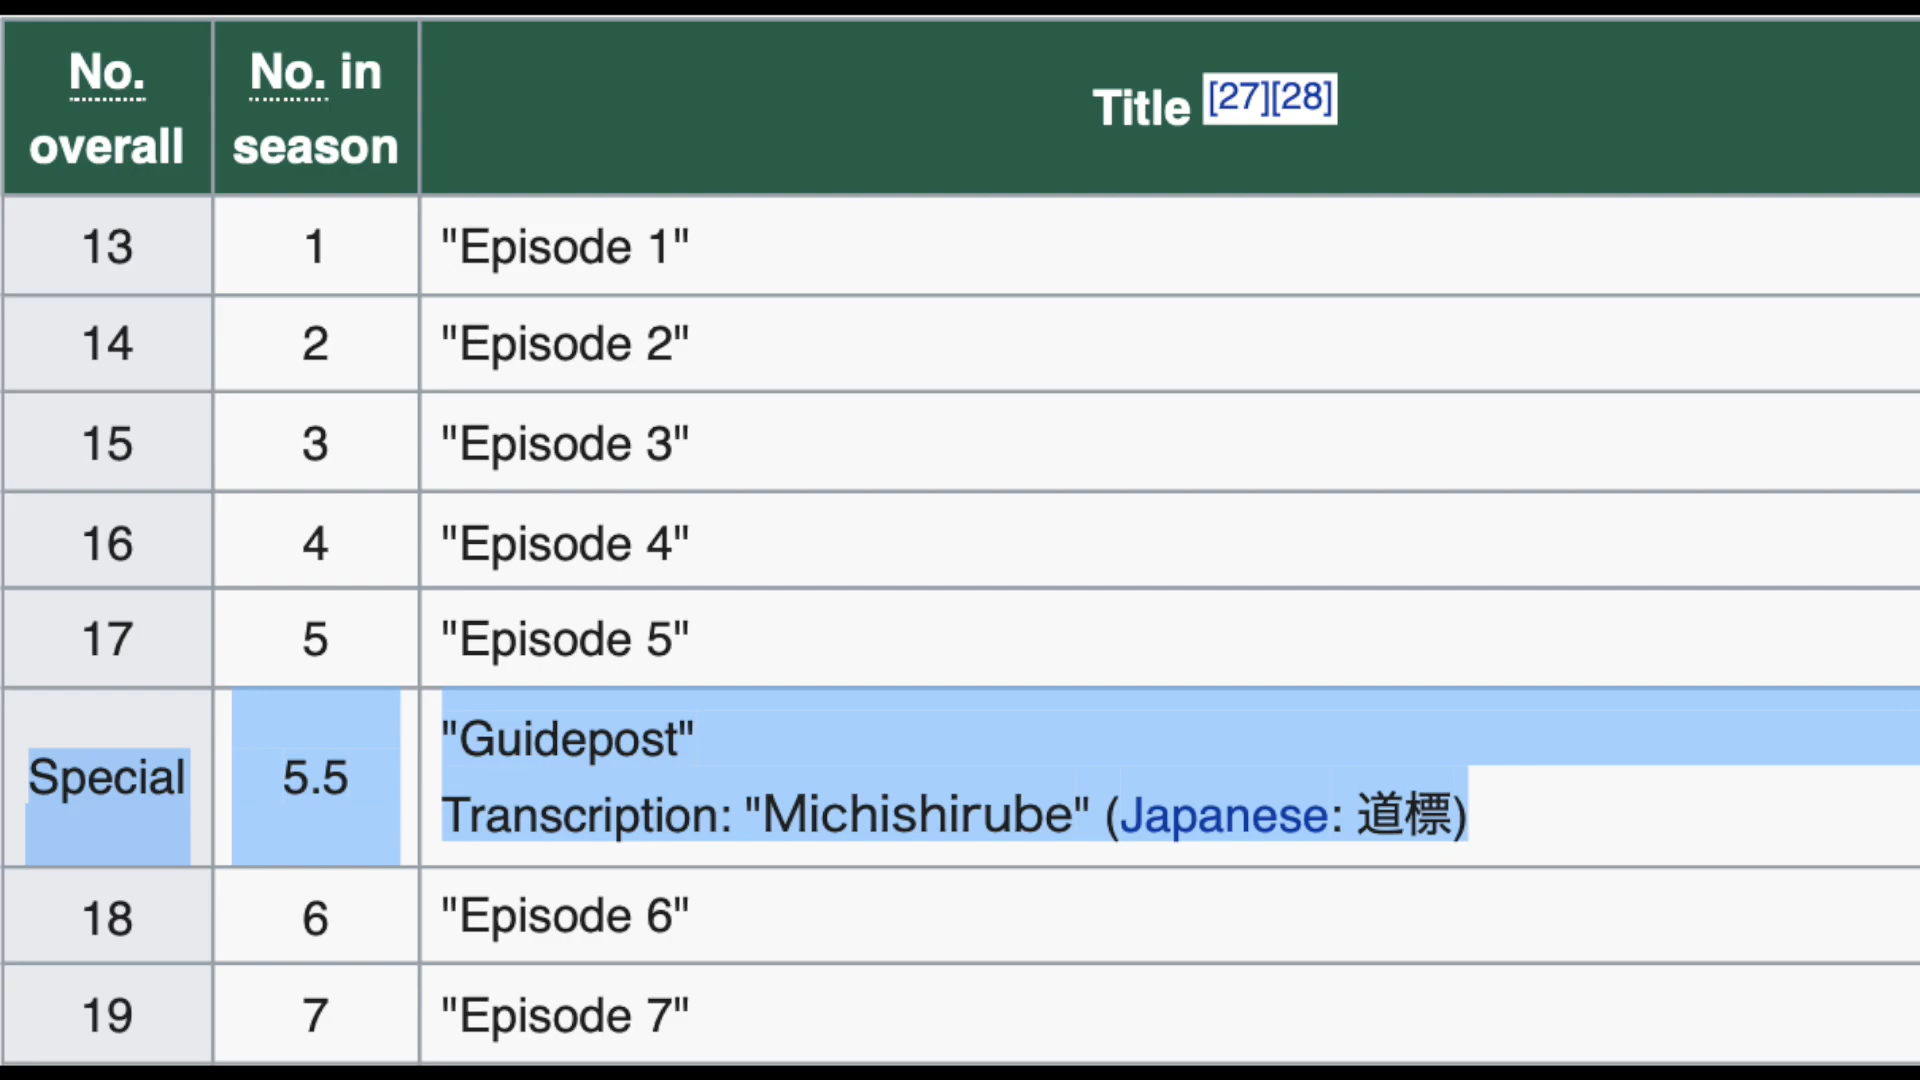 No. overall
No. in season
Title [27][28]
13 1 "Episode 1"
14 2 "Episode 2"
15 3 "Episode 3"
16 4 "Episode 4"
17 5 "Episode 5"
Special 5.5 "Guidepost"
Transcription: "Michishirube" (Japanese: 道標)
18 6 "Episode 6"
19 7 "Episode 7"